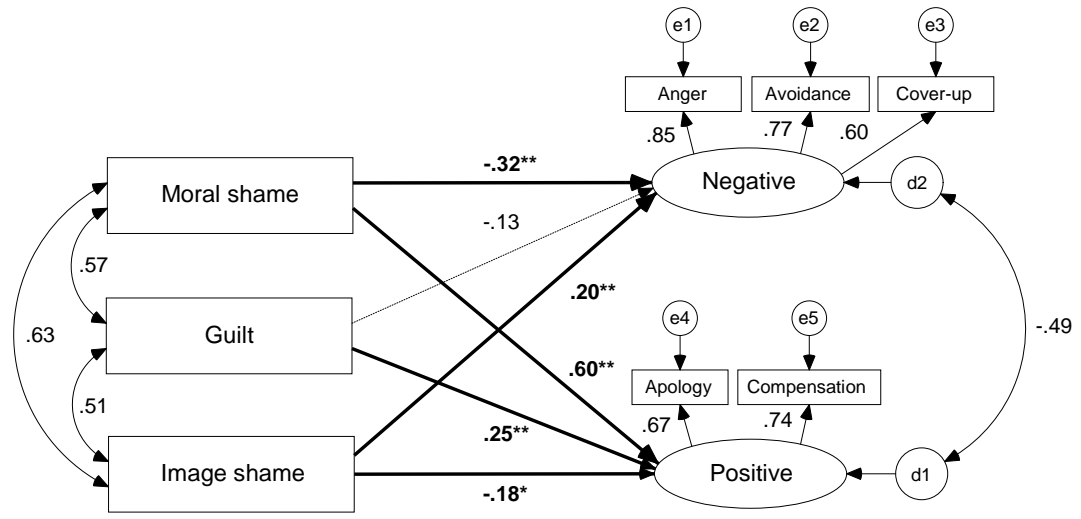 e1
e2
e3
Anger
Avoidance
Cover-up
.85
.77
.60
-.32**
Moral shame
Negative
d2
-.13
.57
.20**
.63
Guilt
e4
e5
-.49
.60**
Apology
Compensation
.51
.67
.74
.25**
Image shame
Positive
d1
-.18*